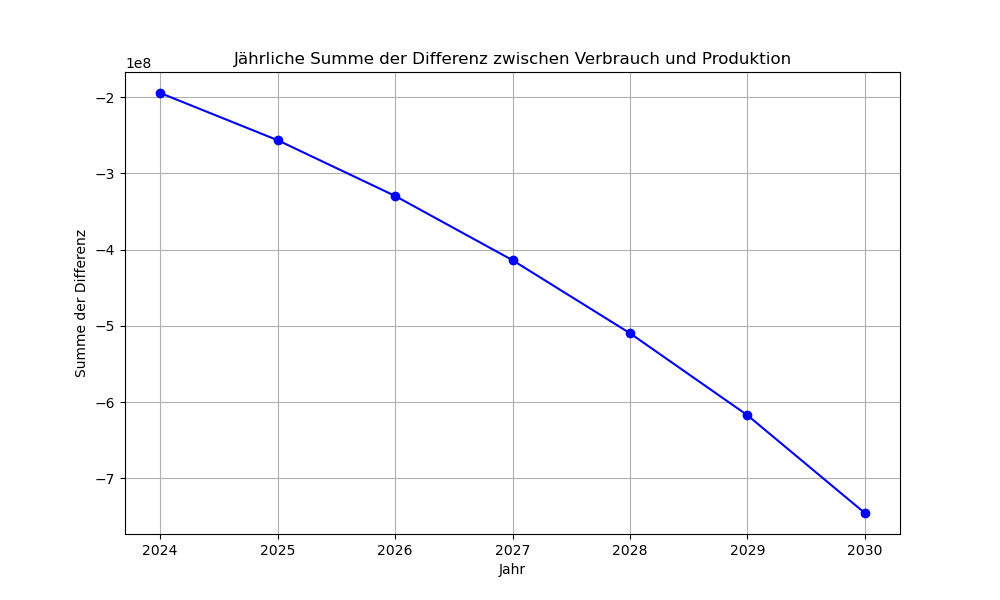 Jährliche Summe der Differenz zwischen Verbrauch und Produktion
1e8
−2
−3
−4
−5
−6
−7
Summe der Differenz
2024 2025 2026 2027 2028 2029 2030
Jahr